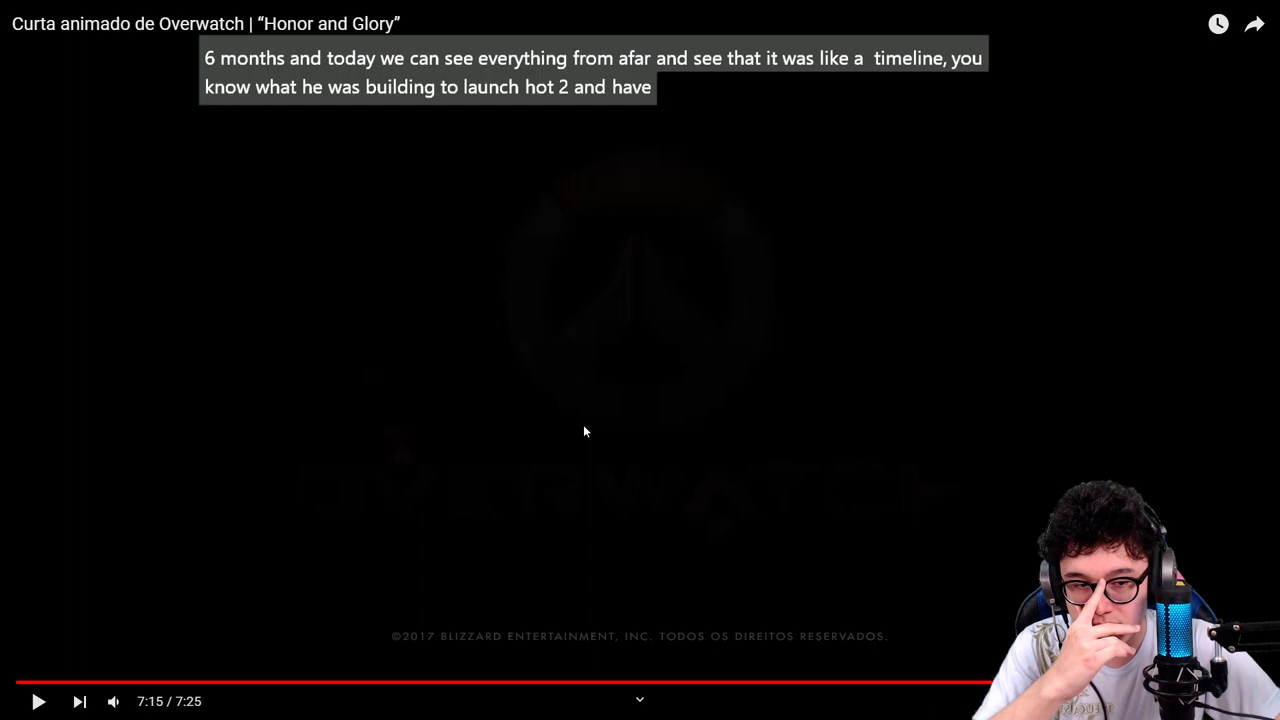 Curta animado de Overwatch | “Honor and Glory”
6 months and today we can see everything from afar and see that it was like a  timeline, you
know what he was building to launch hot 2 and have
OVERWATCH
©2017 BLIZZARD ENTERTAINMENT, INC. TODOS OS DIREITOS RESERVADOS.
7:15 / 7:25